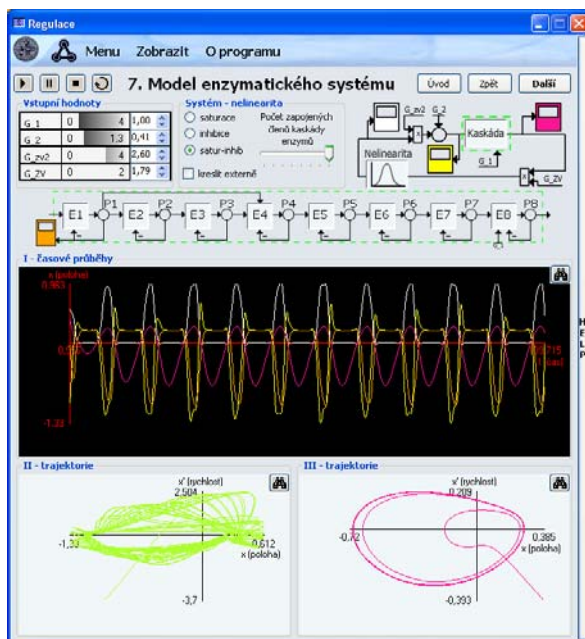 Regulace
Menu Zobrazit O programu
7. Model enzymatického systému
Úvod Zpět Další
Vstupní hodnoty
G_1 0 4 1,00
G_2 0 1,3 0,41
G_zv2 0 4 2,60
G_ZV 0 2 1,79
Systém - nelinearita
saturace
inhibice
satur-inhib
kreslit externě
Počet zapojených
členů kaskády
enzymů
G_zv2 G_2
x
Kaskáda
Nelinearita
G_1
x
G_ZV
P1 P2 P3 P4 P5 P6 P7 P8
E1 E2 E3 E4 E5 E6 E7 E8
I - časové průběhy
x (poloha)
0,963
-1,33
H
E
L
P
II - trajektorie
x' (rychlost)
2,504
-1,33
0,612
x (poloha)
-3,7
III - trajektorie
x' (rychlost)
0,209
-0,72
0,385
x (poloha)
-0,393